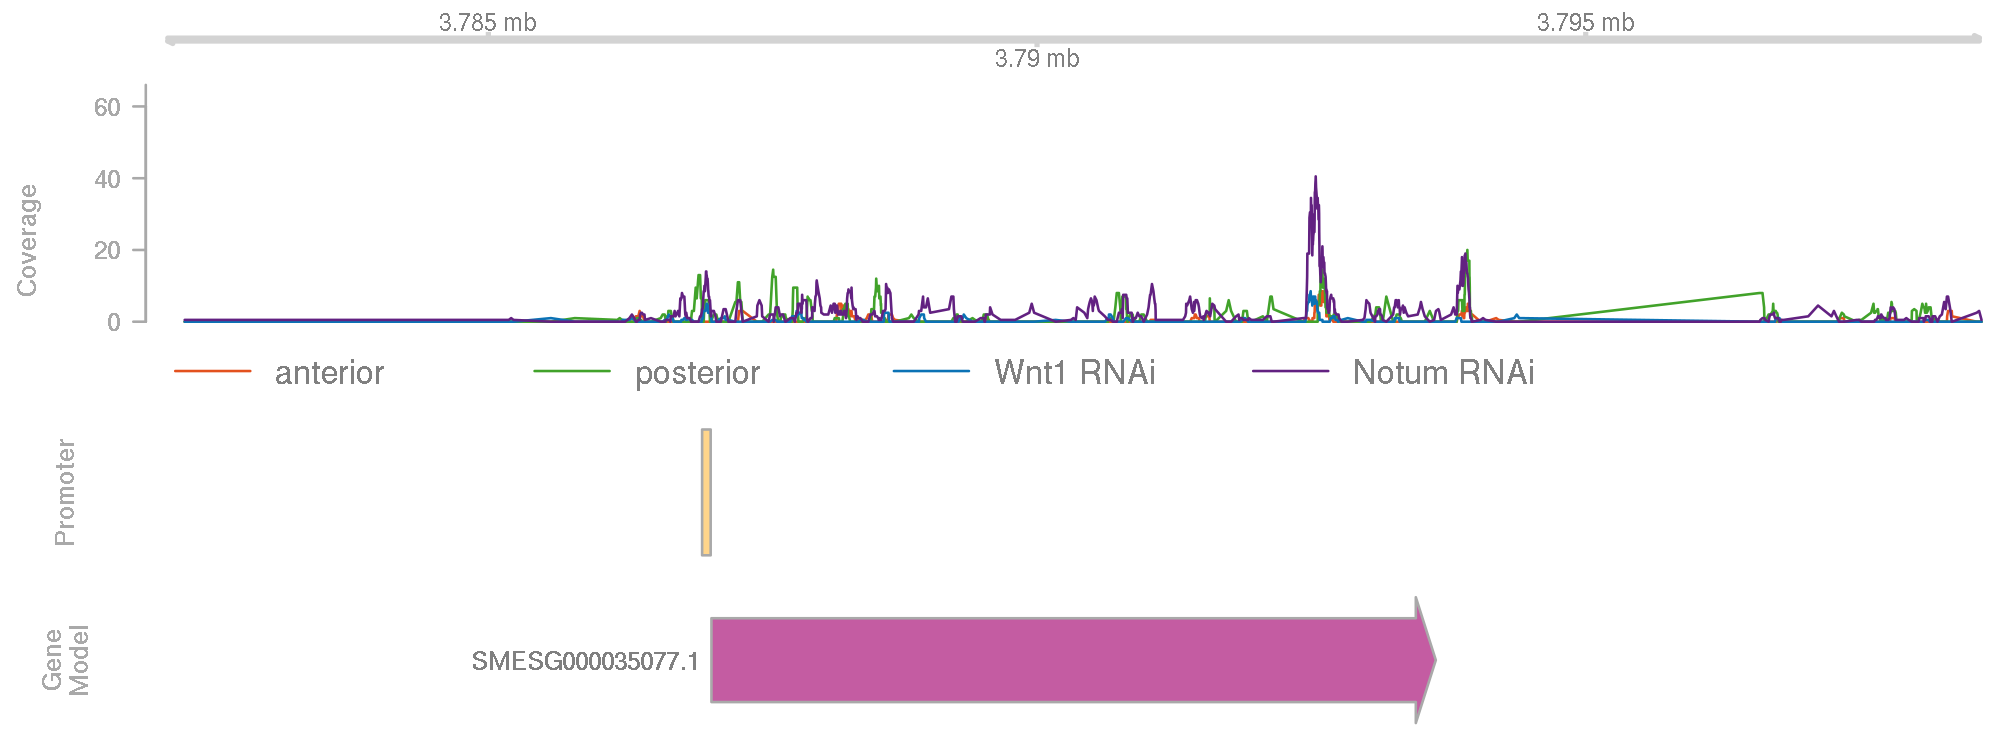 3.785 mb
3.795 mb
3.79 mb
Coverage
60
40
20
0
anterior posterior Wnt1 RNAi Notum RNAi
Promoter
Gene
Model
SMESG000035077.1